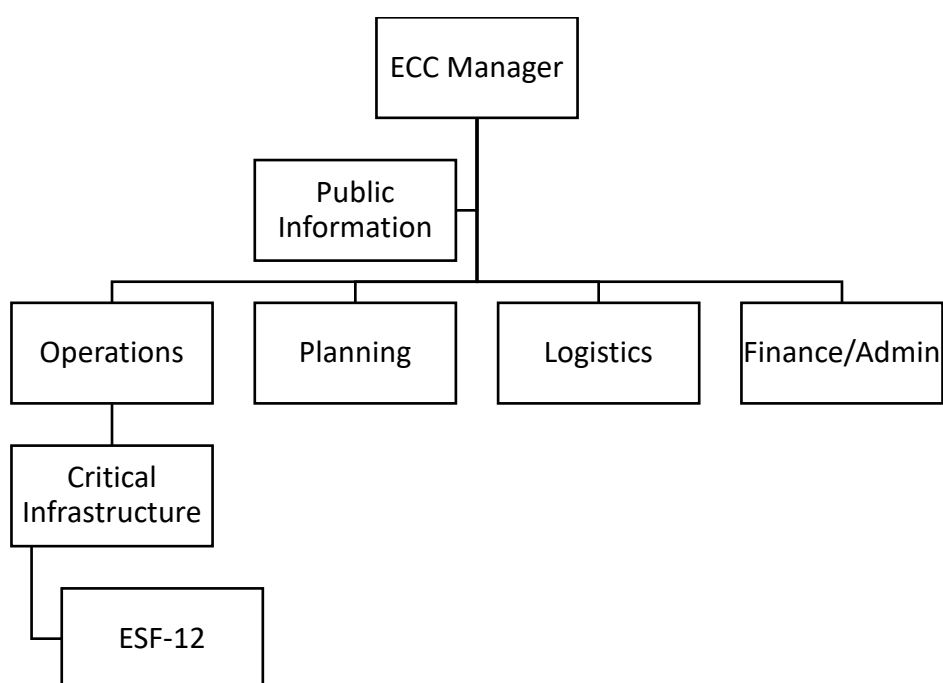 ECC Manager
Public
Information
Operations
Planning
Logistics
Finance/Admin
Critical
Infrastructure
ESF-12